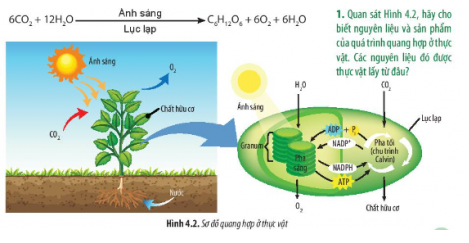 6CO₂ + 12H₂O Ánh sáng Lục lạp C₆H₁₂O₆ + 6O₂ + 6H₂O
1. Quan sát Hình 4.2, hãy cho
biết nguyên liệu và sản phẩm
của quá trình quang hợp ở thực
vật. Các nguyên liệu đó được
thực vật lấy từ đâu?
Ánh sáng
O₂
Chất hữu cơ
CO₂
Nước
Ánh sáng
H₂O
CO₂
Lục lạp
Granum
Pha sáng
ADP + P
NADP⁺
NADPH
ATP
Pha tối
(chu trình
Calvin)
O₂
Chất hữu cơ
Hình 4.2. Sơ đồ quang hợp ở thực vật